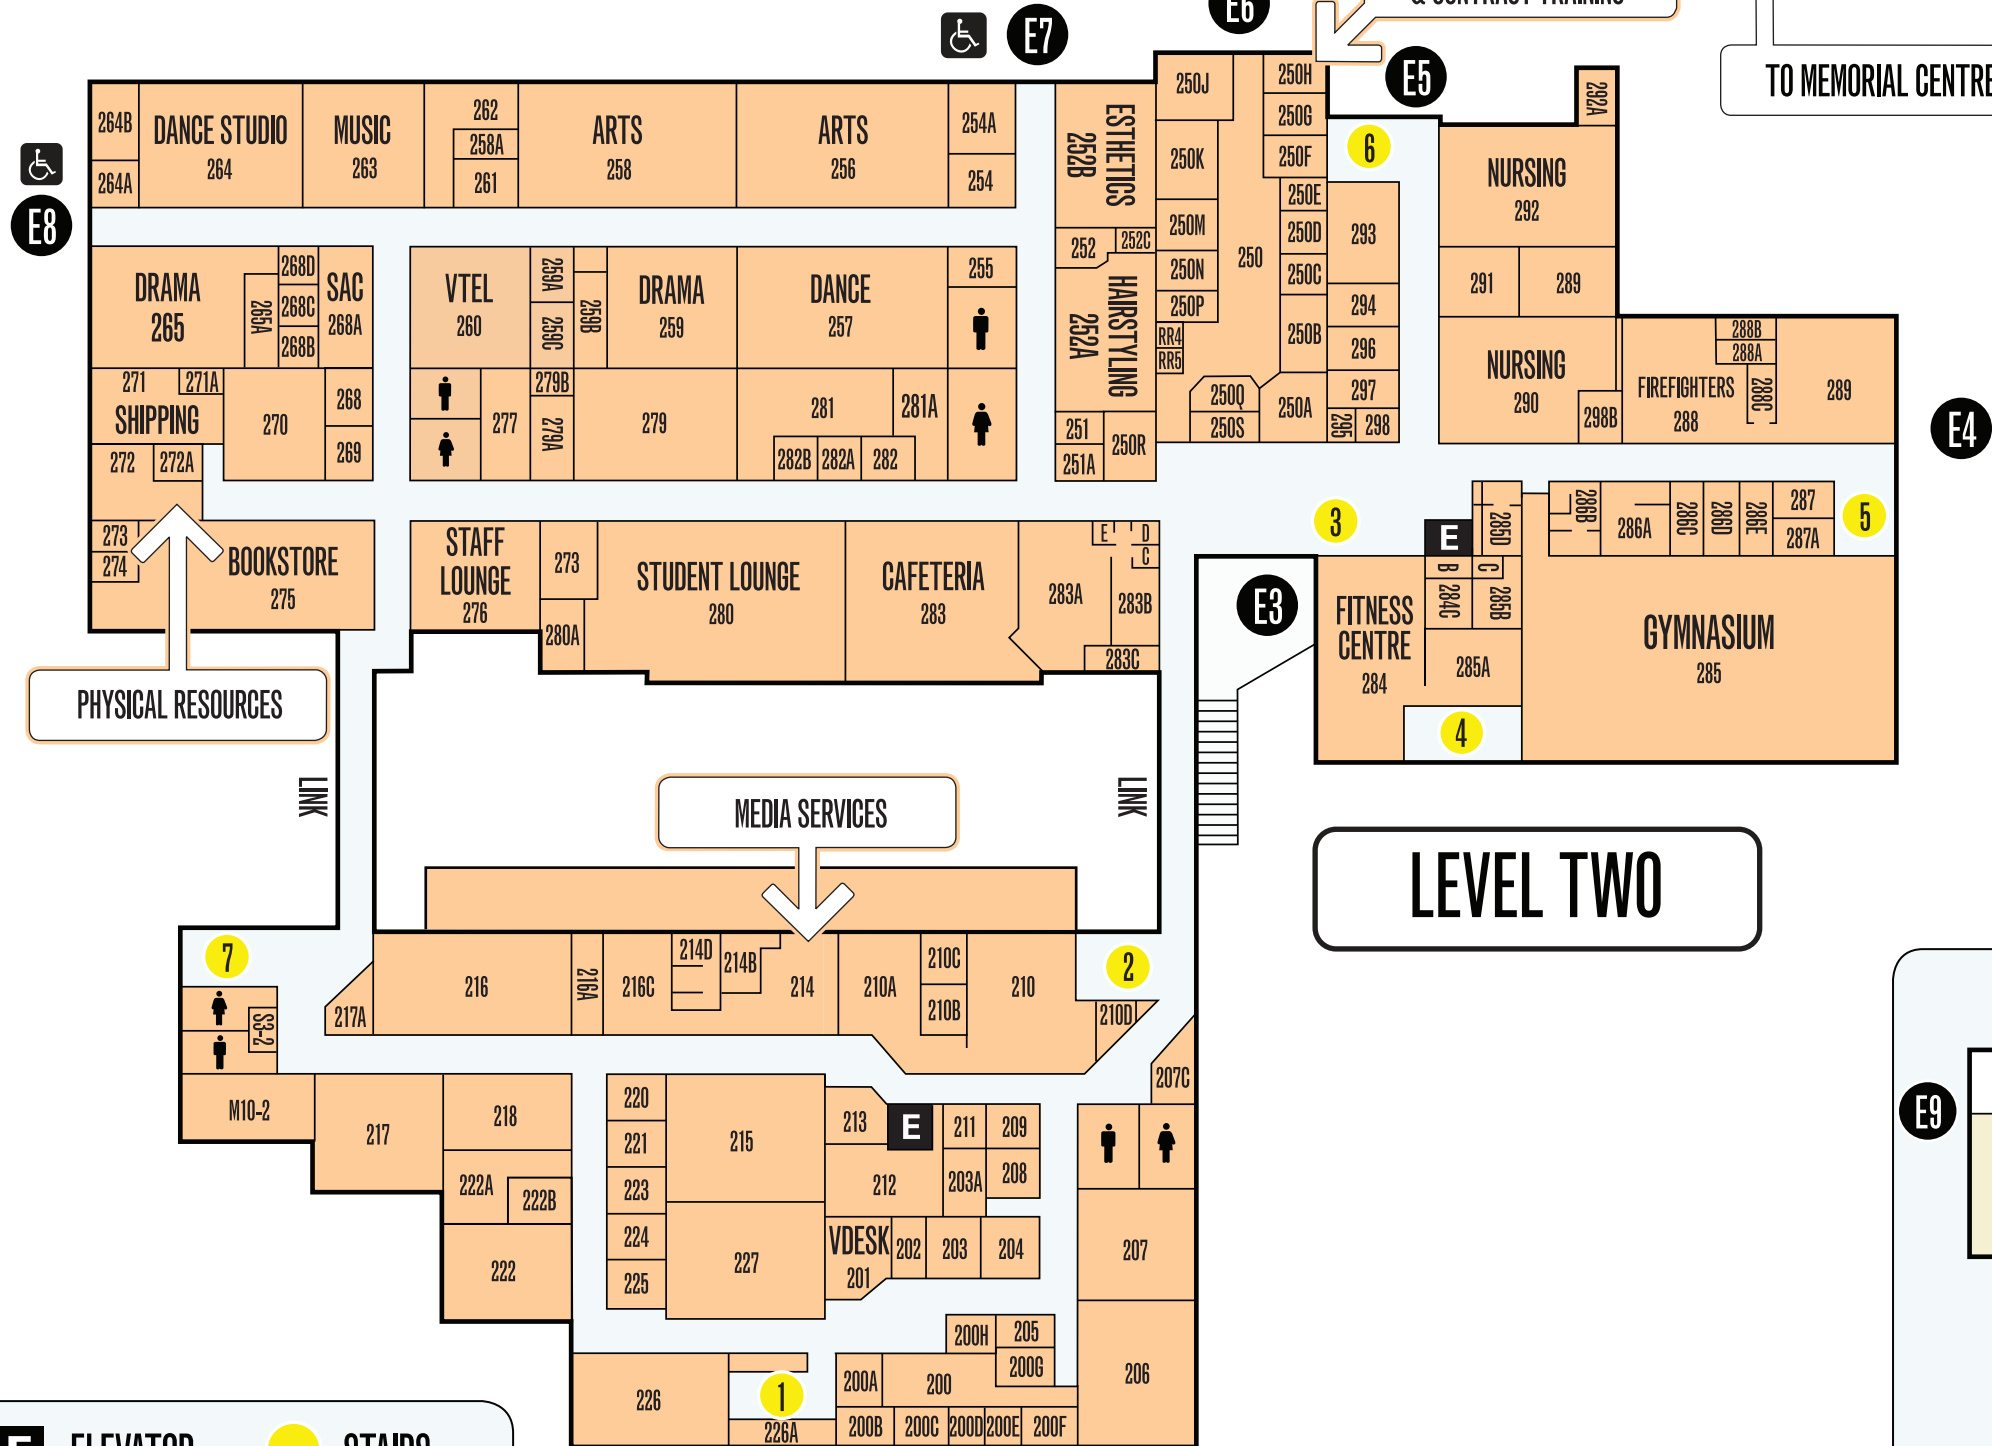 E6
& CONTRACT TRAINING
E7
E5
TO MEMORIAL CENTRE
264B
DANCE STUDIO
264
264A
MUSIC
263
262
258A
261
ARTS
258
ARTS
256
254A
254
ESTHETICS
252B
250J
250H
250G
250F
250K
250E
250D
250C
250M
250N
250P
250
250B
252
252C
HAIRSTYLING
252A
RR4
RR5
250Q
250S
250A
6
293
294
296
297
295
298
292A
NURSING
292
291
289
NURSING
290
298B
FIREFIGHTERS
288
288B
288A
288C
289
E8
E4
DRAMA
265
265A
268D
268C
268B
SAC
268A
VTEL
260
259A
259C
259B
DRAMA
259
DANCE
257
255
271
271A
SHIPPING
270
268
269
277
279B
279A
279
281
281A
282B
282A
282
251
251A
250R
272
272A
273
274
BOOKSTORE
275
STAFF
LOUNGE
276
273
280A
STUDENT LOUNGE
280
CAFETERIA
283
283A
E
D
C
283B
283C
3
E
285D
286B
286A
286C
286D
286E
287
287A
5
E3
FITNESS
CENTRE
284
B
C
284C
285B
285A
4
GYMNASIUM
285
PHYSICAL RESOURCES
LINK
LINK
MEDIA SERVICES
LEVEL TWO
7
S3-2
217A
216
216A
216C
214D
214B
214
210A
210C
210B
210
2
210D
207C
M10-2
217
218
222A
222B
222
220
221
223
224
225
215
227
213
E
211
209
212
203A
208
VDESK
201
202
203
204
207
206
E9
226
1
226A
200H
205
200G
200A
200
200B
200C
200D
200E
200F
E
ELEVATOR
STAIRS